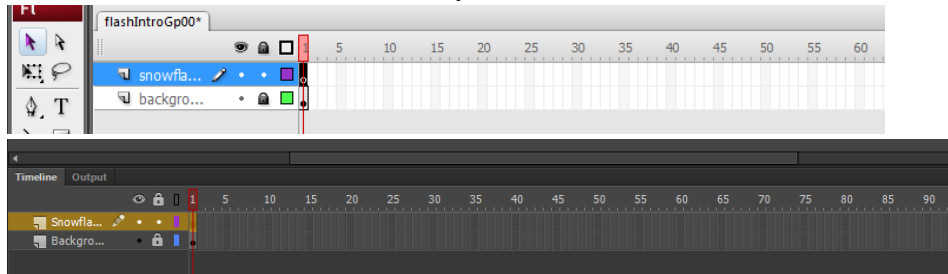 Fl
flashIntroGp00*
1 5 10 15 20 25 30 35 40 45 50 55 60
snowfla...
backgro...
T
Timeline Output
1 5 10 15 20 25 30 35 40 45 50 55 60 65 70 75 80 85 90
Snowfla...
Backgro...